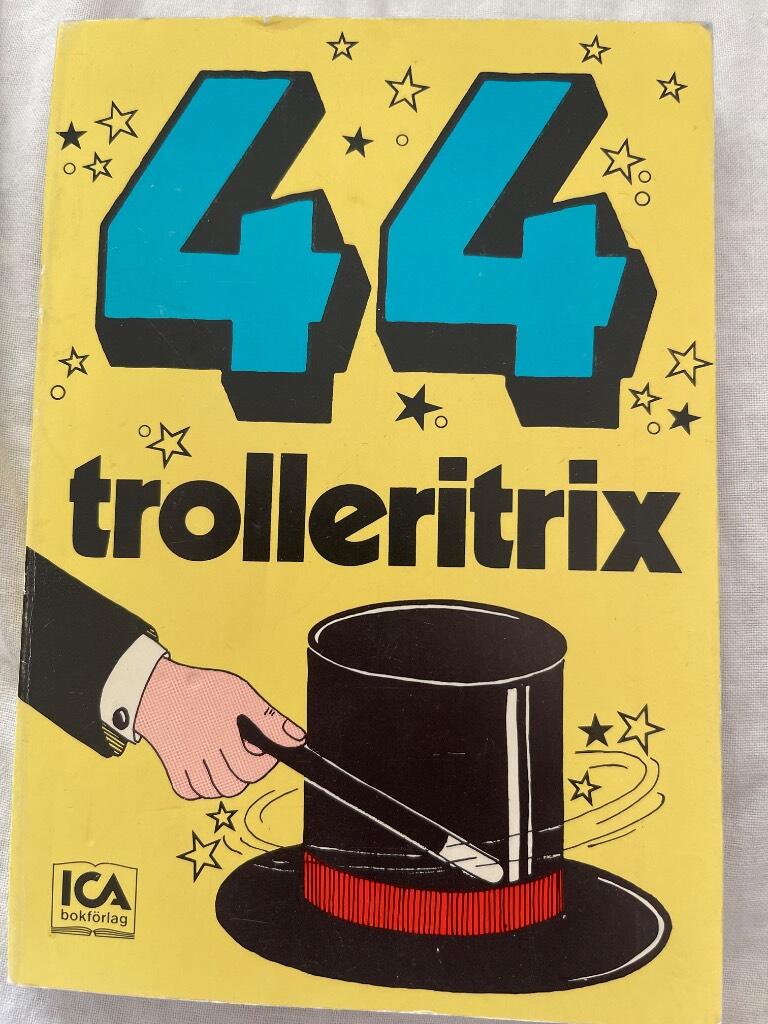 44
trolleritrix
ICA
bokförlag